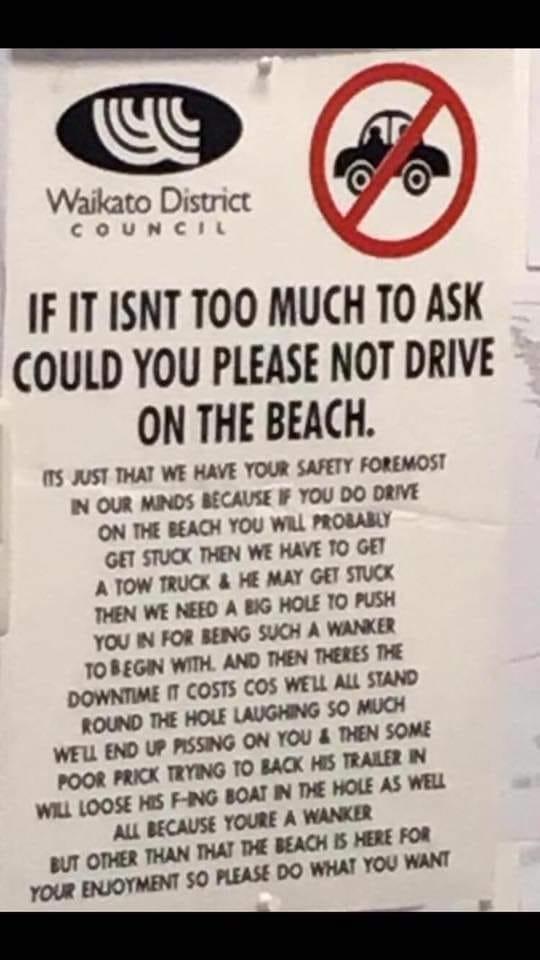 Waikato District
COUNCIL
IF IT ISNT TOO MUCH TO ASK
COULD YOU PLEASE NOT DRIVE
ON THE BEACH.
ITS JUST THAT WE HAVE YOUR SAFETY FOREMOST
IN OUR MINDS BECAUSE IF YOU DO DRIVE
ON THE BEACH YOU WILL PROBABLY
GET STUCK THEN WE HAVE TO GET
A TOW TRUCK & HE MAY GET STUCK
THEN WE NEED A BIG HOLE TO PUSH
YOU IN FOR BEING SUCH A WANKER
TO BEGIN WITH. AND THEN THERES THE
DOWNTIME IT COSTS COS WE'LL ALL STAND
ROUND THE HOLE LAUGHING SO MUCH
WE'LL END UP PISSING ON YOU & THEN SOME
POOR PRICK TRYING TO BACK HIS TRAILER IN
WILL LOOSE HIS F-ING BOAT IN THE HOLE AS WELL
ALL BECAUSE YOURE A WANKER
BUT OTHER THAN THAT THE BEACH IS HERE FOR
YOUR ENJOYMENT SO PLEASE DO WHAT YOU WANT